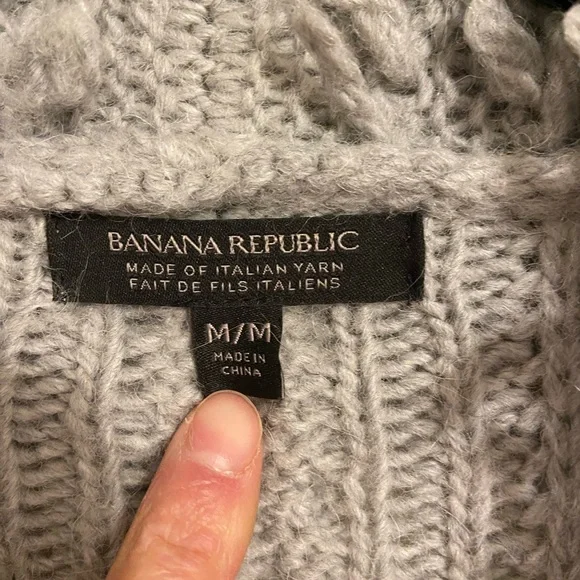 BANANA REPUBLIC
MADE OF ITALIAN YARN
FAIT DE FILS ITALIENS
M/M
MADE IN
CHINA